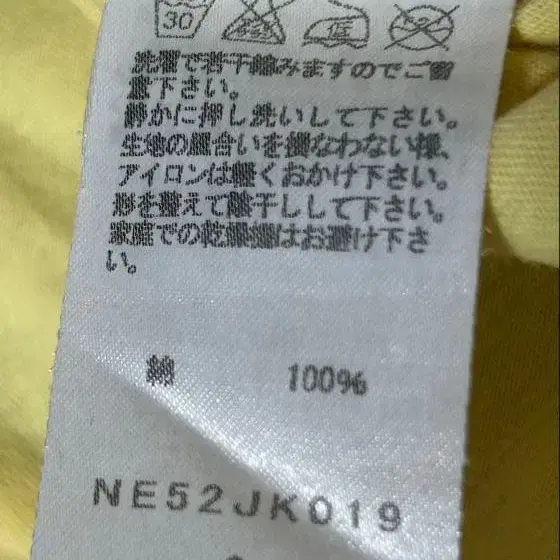 30
洗濯で若干縮みますのでご留
意下さい。
静かに押し洗いして下さい。
生地の風合いを損なわない様、
アイロンは軽くおかけ下さい。
形を整えて陰干しして下さい。
家庭での乾燥機はお避け下さ
い。
綿 100%
NE52JK019